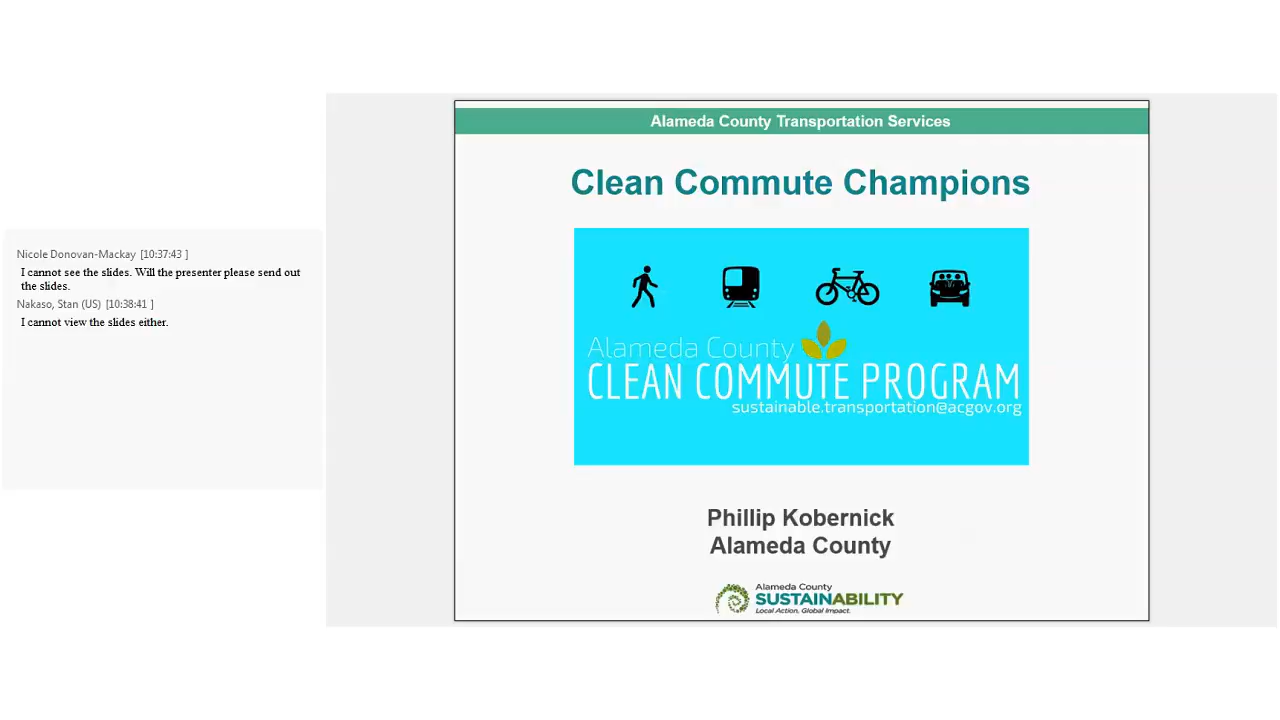 Nicole Donovan-Mackay [10:37:43 ]
I cannot see the slides. Will the presenter please send out
the slides.
Nakaso, Stan (US) [10:38:41 ]
I cannot view the slides either.
Alameda County Transportation Services
Clean Commute Champions
Alameda County
CLEAN COMMUTE PROGRAM
sustainable.transportation@acgov.org
Phillip Kobernick
Alameda County
Alameda County
SUSTAINABILITY
Local Action, Global Impact.